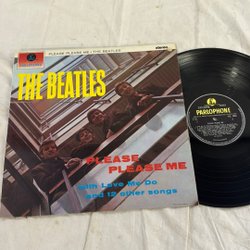 PLEASE PLEASE ME • THE BEATLES
stereo
THE BEATLES
PLEASE
PLEASE ME
with Love Me Do
and 12 other songs
PARLOPHONE